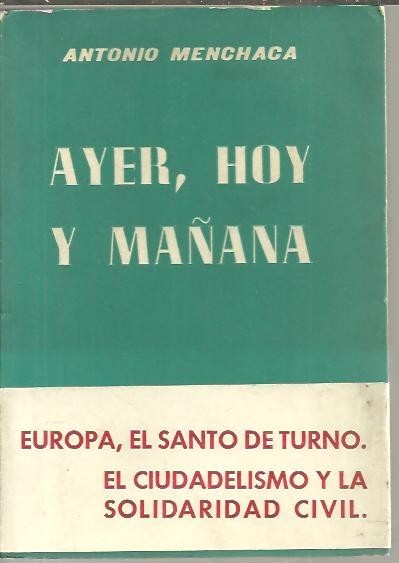 ANTONIO MENCHACA
AYER, HOY
Y MAÑANA
EUROPA, EL SANTO DE TURNO.
EL CIUDADELISMO Y LA
SOLIDARIDAD CIVIL.